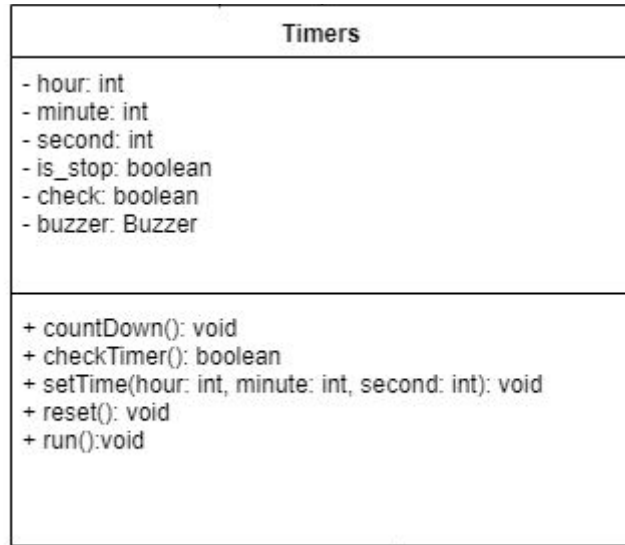 Timers
- hour: int
- minute: int
- second: int
- is_stop: boolean
- check: boolean
- buzzer: Buzzer
+ countDown(): void
+ checkTimer(): boolean
+ setTime(hour: int, minute: int, second: int): void
+ reset(): void
+ run():void